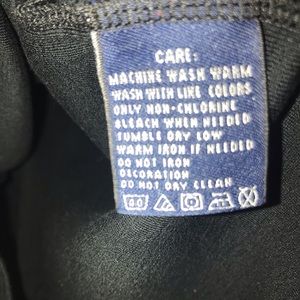 CARE:
MACHINE WASH WARM
WASH WITH LIKE COLORS
ONLY NON-CHLORINE
BLEACH WHEN NEEDED
TUMBLE DRY LOW
WARM IRON IF NEEDED
DO NOT IRON
DECORATION
DO NOT DRY CLEAN
40